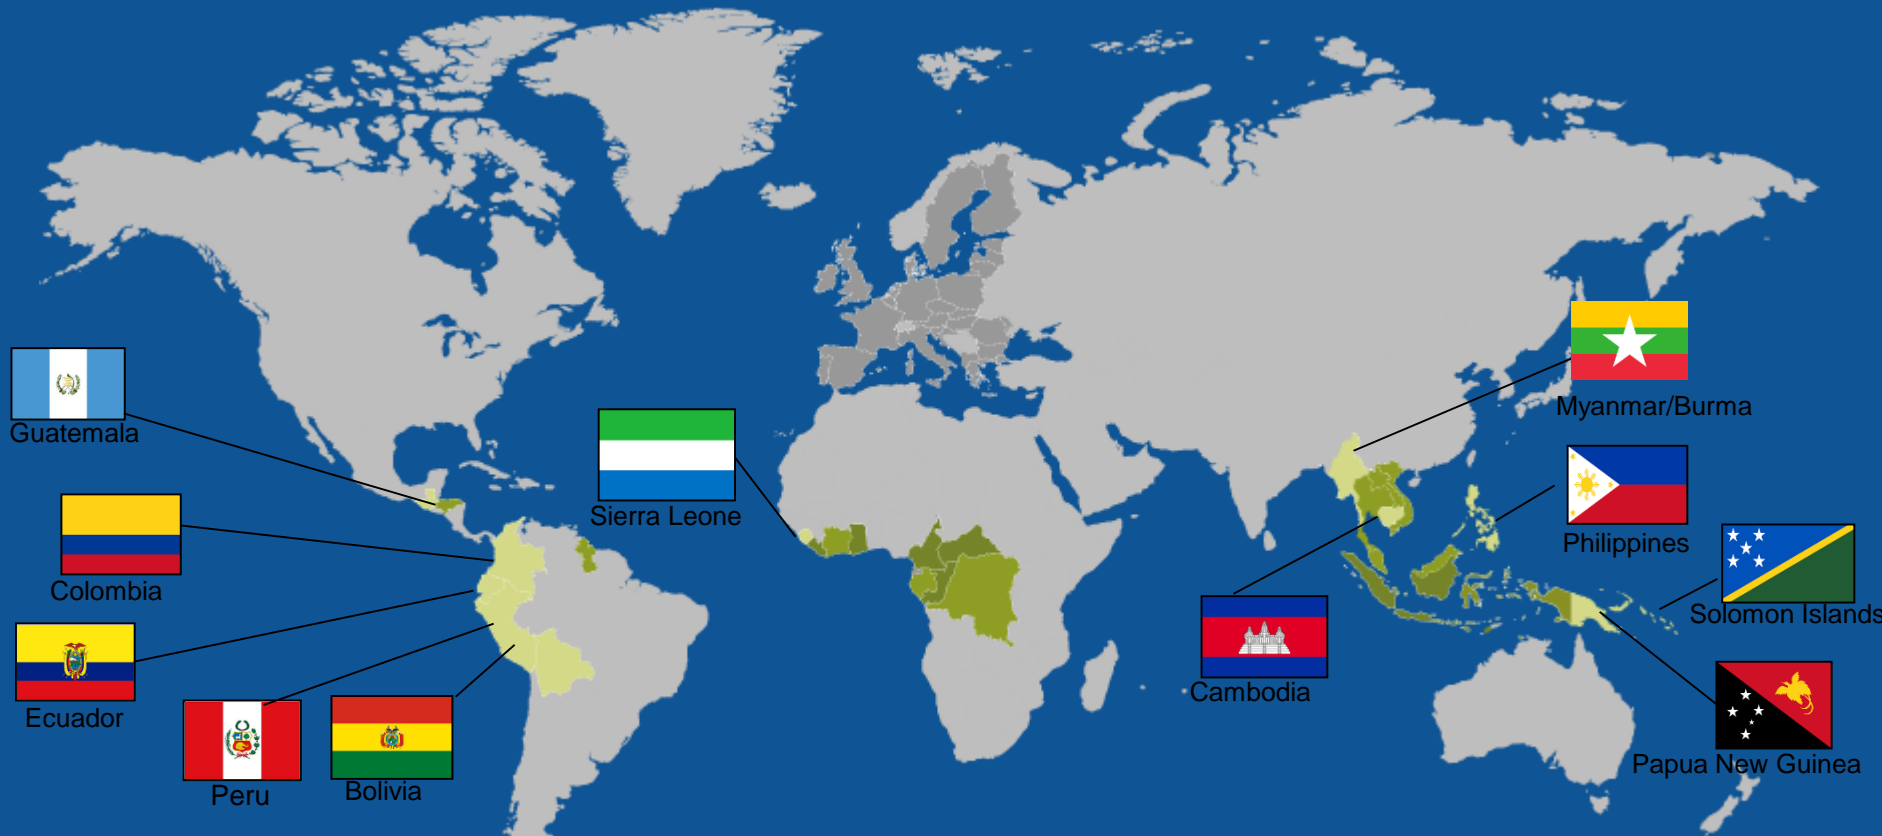 Guatemala
Colombia
Ecuador
Peru
Bolivia
Sierra Leone
Myanmar/Burma
Philippines
Solomon Islands
Cambodia
Papua New Guinea